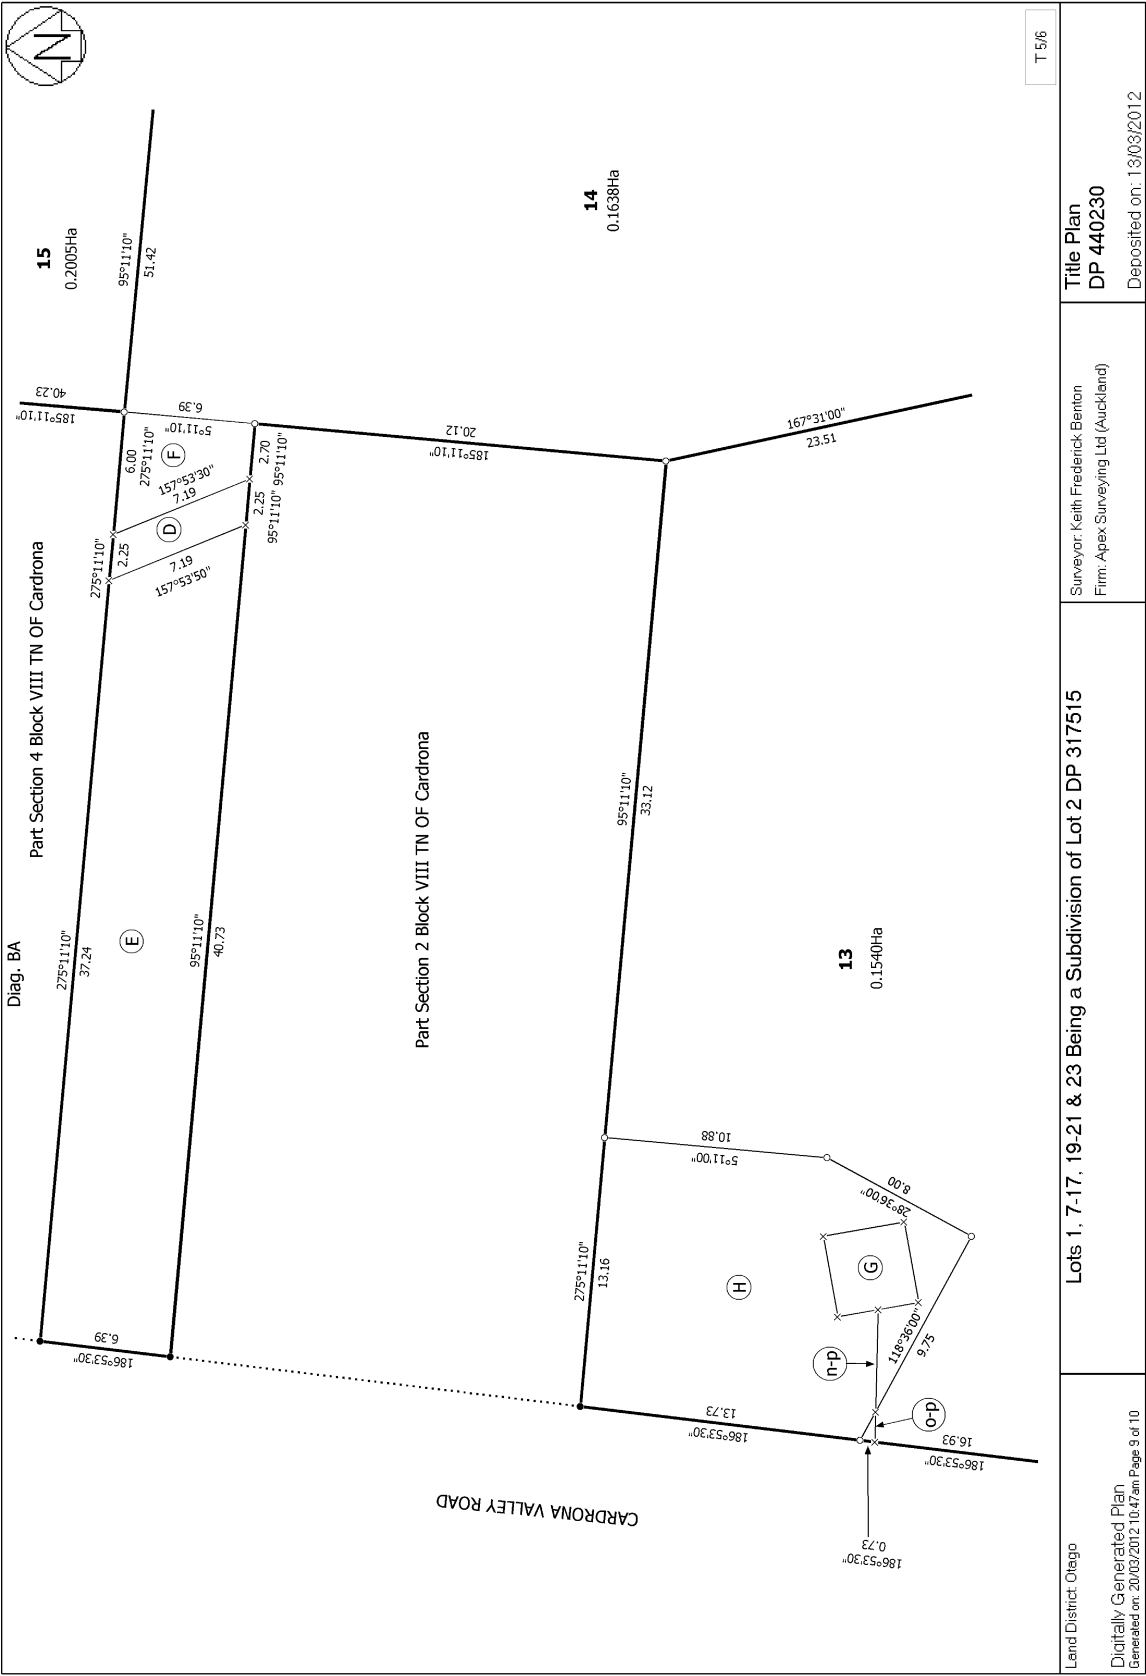 N
T 5/6
Diag. BA
Part Section 4 Block VIII TN OF Cardrona
15
0.2005Ha
14
0.1638Ha
185°11'10"
40.23
95°11'10"
51.42
275°11'10"
37.24
275°11'10"
2.25
6.00
275°11'10"
5°11'10"
6.39
F
157°53'30"
7.19
D
7.19
157°53'50"
2.70
95°11'10"
2.25
95°11'10"
E
95°11'10"
40.73
186°53'30"
6.39
Part Section 2 Block VIII TN OF Cardrona
185°11'10"
20.12
167°31'00"
23.51
95°11'10"
33.12
13
0.1540Ha
275°11'10"
13.16
5°11'00"
10.88
28°36'00"
8.00
H
G
118°36'00"
9.75
n-p
o-p
186°53'30"
13.73
186°53'30"
16.93
186°53'30"
0.73
CARDRONA VALLEY ROAD
Land District: Otago
Digitally Generated Plan
Generated on: 20/03/2012 10:47am Page 9 of 10
Lots 1, 7-17, 19-21 & 23 Being a Subdivision of Lot 2 DP 317515
Surveyor: Keith Frederick Benton
Firm: Apex Surveying Ltd (Auckland)
Title Plan
DP 440230
Deposited on: 13/03/2012